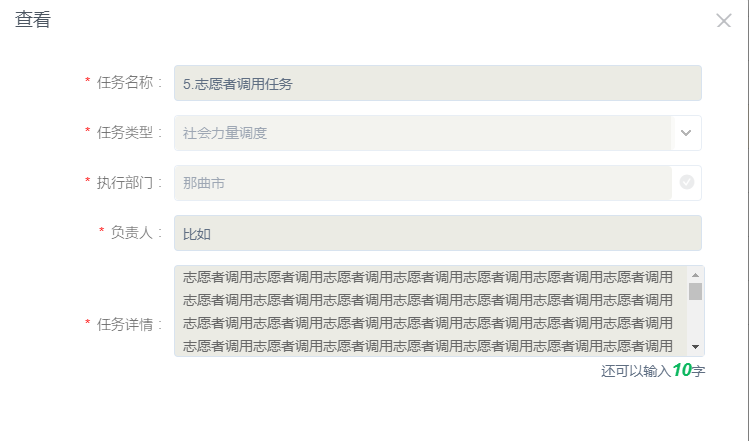 查看
* 任务名称： 5.志愿者调用任务
* 任务类型： 社会力量调度
* 执行部门： 那曲市
* 负责人： 比如
* 任务详情： 志愿者调用志愿者调用志愿者调用志愿者调用志愿者调用志愿者调用志愿者调用
志愿者调用志愿者调用志愿者调用志愿者调用志愿者调用志愿者调用志愿者调用
志愿者调用志愿者调用志愿者调用志愿者调用志愿者调用志愿者调用志愿者调用
志愿者调用志愿者调用志愿者调用志愿者调用志愿者调用志愿者调用志愿者调用
还可以输入10字